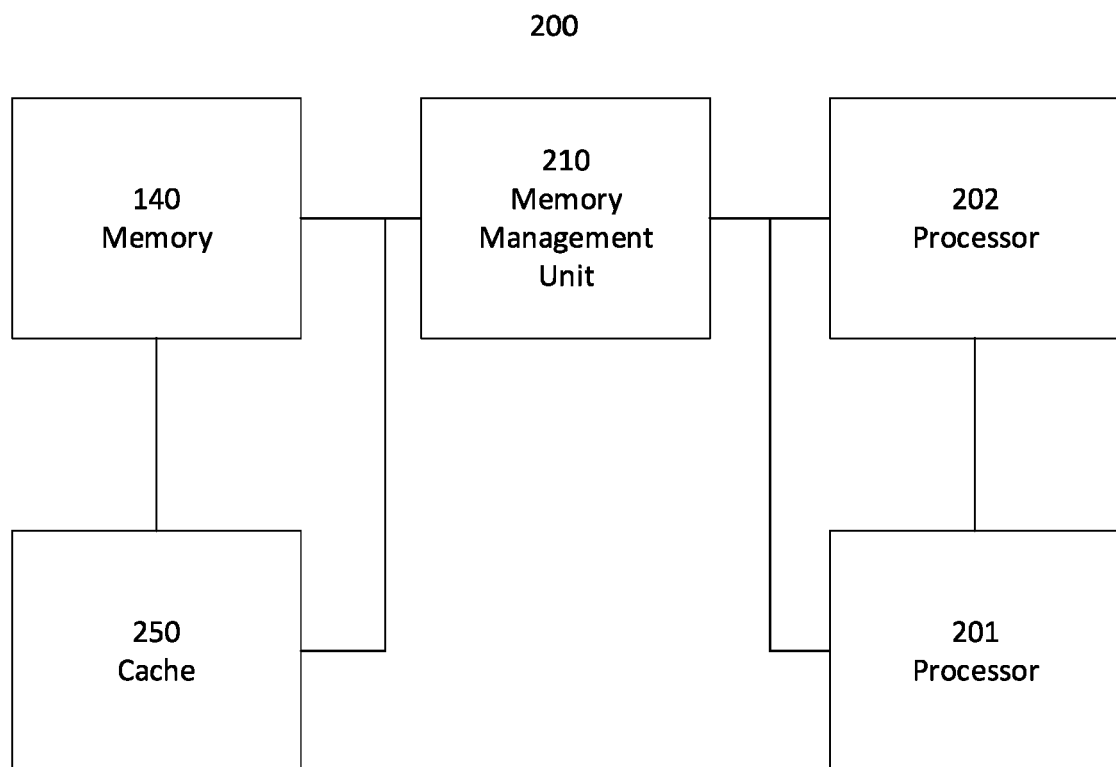 200
140
Memory
210
Memory
Management
Unit
202
Processor
250
Cache
201
Processor